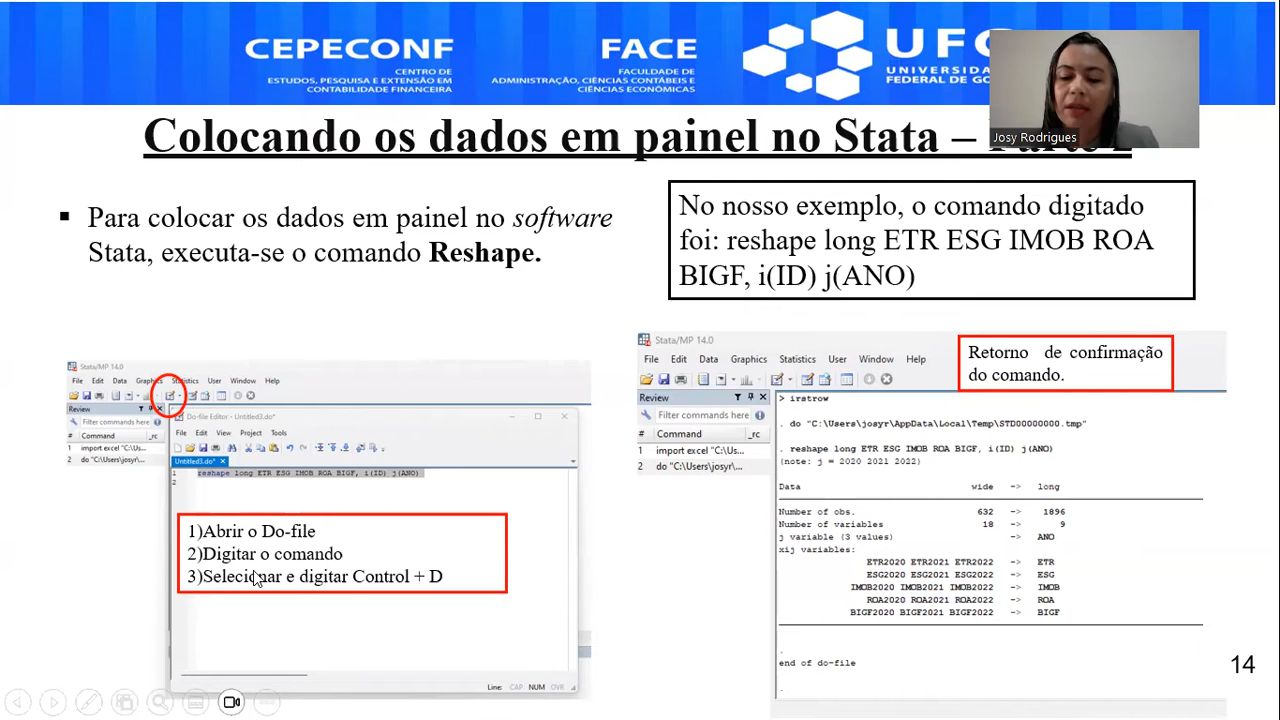 CEPECONF
CENTRO DE
ESTUDOS, PESQUISA E EXTENSÃO EM
CONTABILIDADE FINANCEIRA
FACE
FACULDADE DE
ADMINISTRAÇÃO, CIÊNCIAS CONTÁBEIS E
CIÊNCIAS ECONÔMICAS
UFG
UNIVERSIDA
FEDERAL DE GO
Josy Rodrigues
Colocando os dados em painel no Stata –
Para colocar os dados em painel no software
Stata, executa-se o comando Reshape.
No nosso exemplo, o comando digitado
foi: reshape long ETR ESG IMOB ROA
BIGF, i(ID) j(ANO)
Stata/MP 14.0
File Edit Data Graphics Statistics User Window Help
Review
Filter commands here
# Command _rc
1 import excel "C:\Us...
2 do "C:\Users\josyr...
Do-file Editor - Untitled3.do*
File Edit View Project Tools
Untitled3.do*
1 reshape long ETR ESG IMOB ROA BIGF, i(ID) j(ANO)
2
1)Abrir o Do-file
2)Digitar o comando
3)Selecionar e digitar Control + D
Line: CAP NUM OVR
Stata/MP 14.0
File Edit Data Graphics Statistics User Window Help
Retorno de confirmação
do comando.
Review
Filter commands here
# Command _rc
1 import excel "C:\Us...
2 do "C:\Users\josyr\...
> irstrow
. do "C:\Users\josyr\AppData\Local\Temp\STD00000000.tmp"
. reshape long ETR ESG IMOB ROA BIGF, i(ID) j(ANO)
(note: j = 2020 2021 2022)
Data wide -> long
Number of obs. 632 -> 1896
Number of variables 18 -> 9
j variable (3 values) -> ANO
xij variables:
ETR2020 ETR2021 ETR2022 -> ETR
ESG2020 ESG2021 ESG2022 -> ESG
IMOB2020 IMOB2021 IMOB2022 -> IMOB
ROA2020 ROA2021 ROA2022 -> ROA
BIGF2020 BIGF2021 BIGF2022 -> BIGF
.
end of do-file
.
14